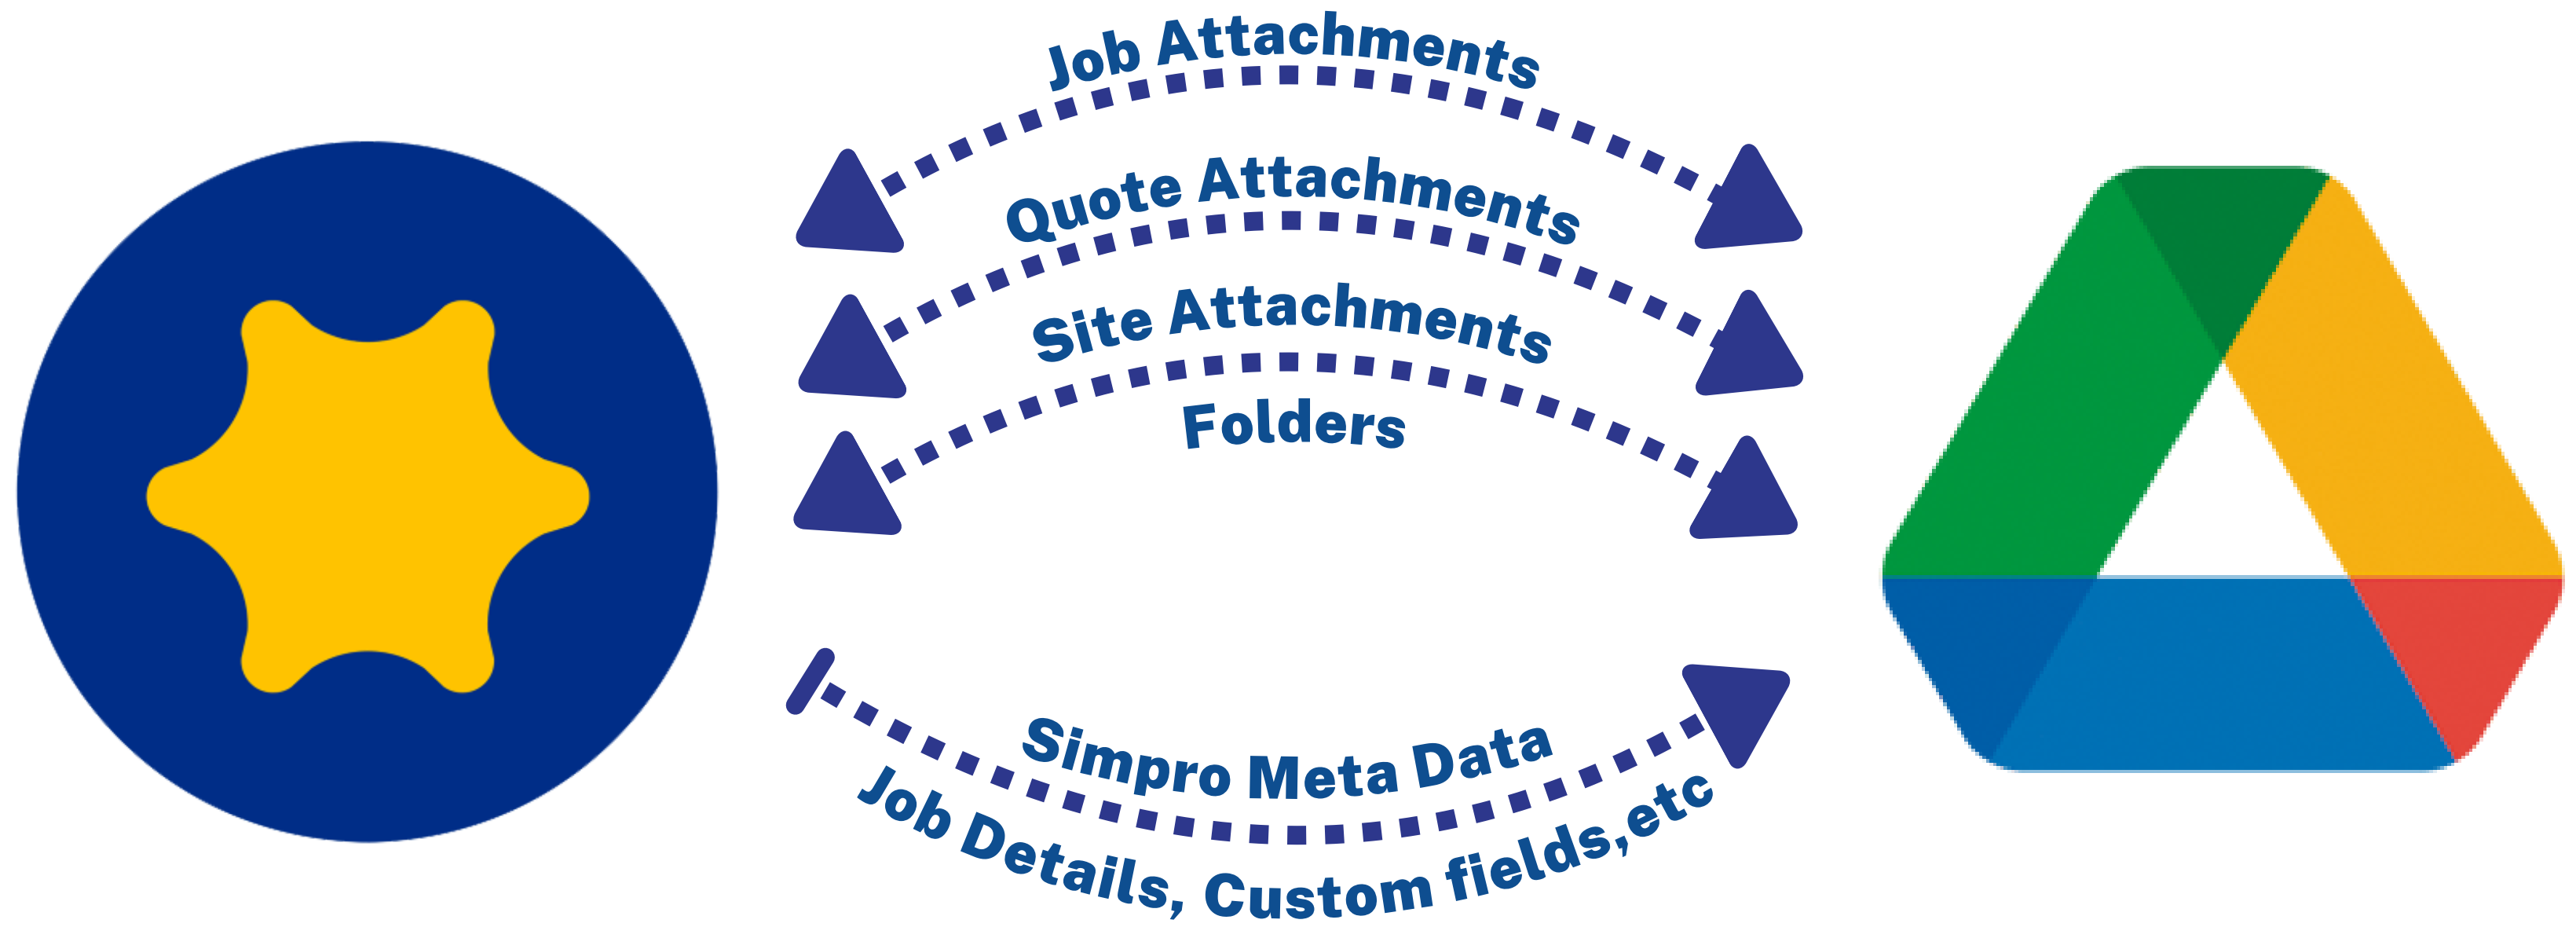 Job Attachments
Quote Attachments
Site Attachments
Folders
Simpro Meta Data
Job Details, Custom fields,etc